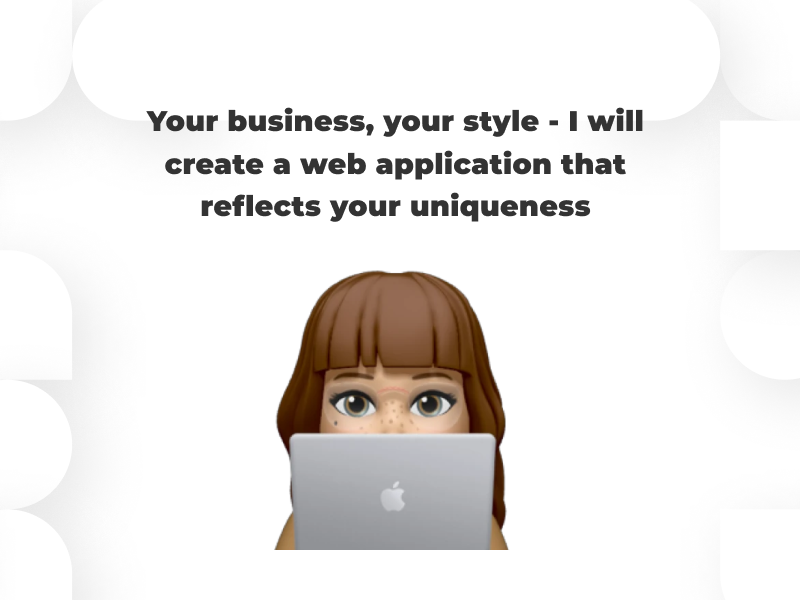 Your business, your style - I will
create a web application that
reflects your uniqueness